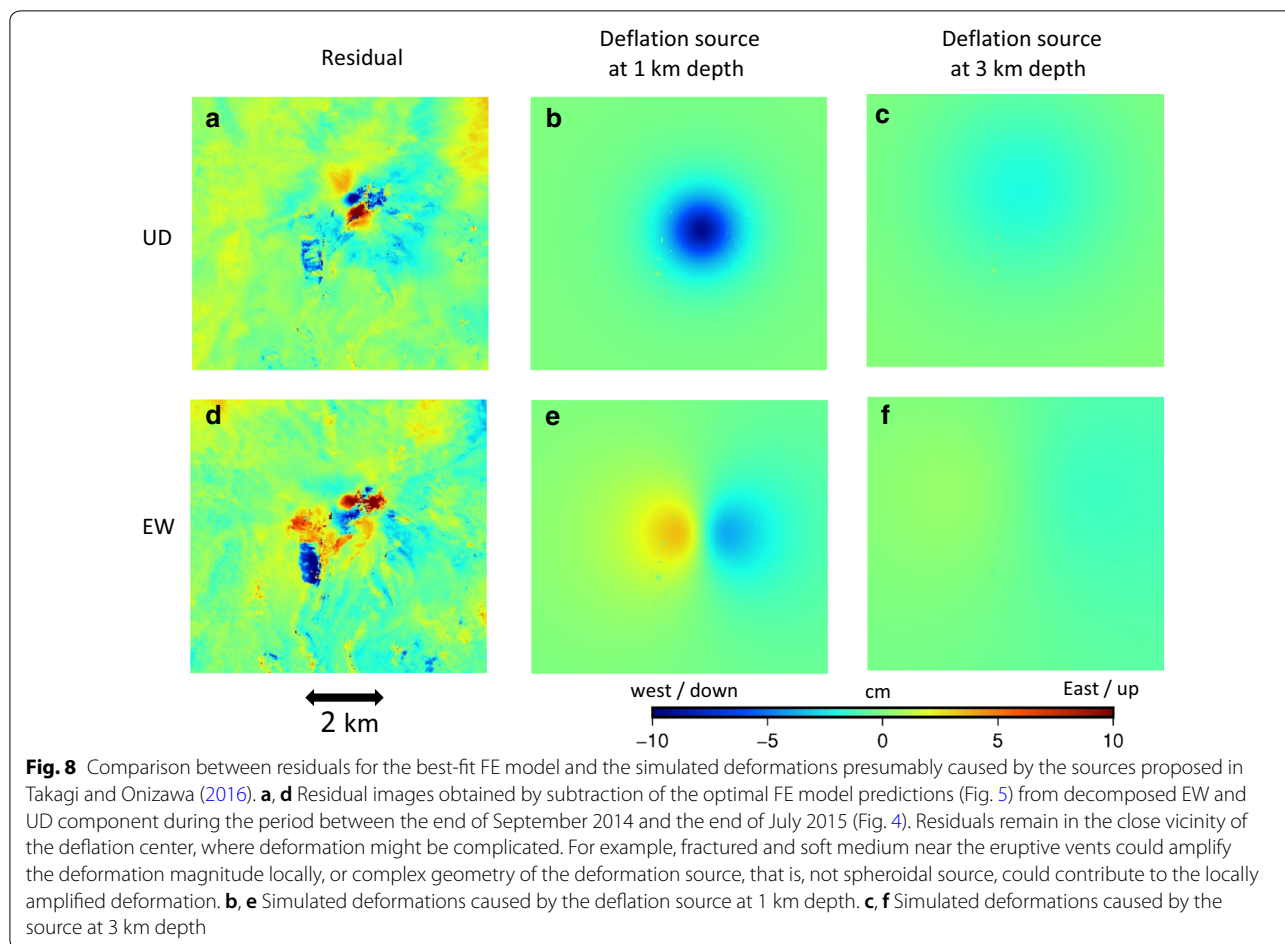 Residual
Deflation source
at 1 km depth
Deflation source
at 3 km depth
a
b
c
UD
d
e
f
EW
2 km
west / down
cm
East / up
−10
−5
0
5
10
Fig. 8 Comparison between residuals for the best-fit FE model and the simulated deformations presumably caused by the sources proposed in
Takagi and Onizawa (2016). a, d Residual images obtained by subtraction of the optimal FE model predictions (Fig. 5) from decomposed EW and
UD component during the period between the end of September 2014 and the end of July 2015 (Fig. 4). Residuals remain in the close vicinity of
the deflation center, where deformation might be complicated. For example, fractured and soft medium near the eruptive vents could amplify
the deformation magnitude locally, or complex geometry of the deformation source, that is, not spheroidal source, could contribute to the locally
amplified deformation. b, e Simulated deformations caused by the deflation source at 1 km depth. c, f Simulated deformations caused by the
source at 3 km depth